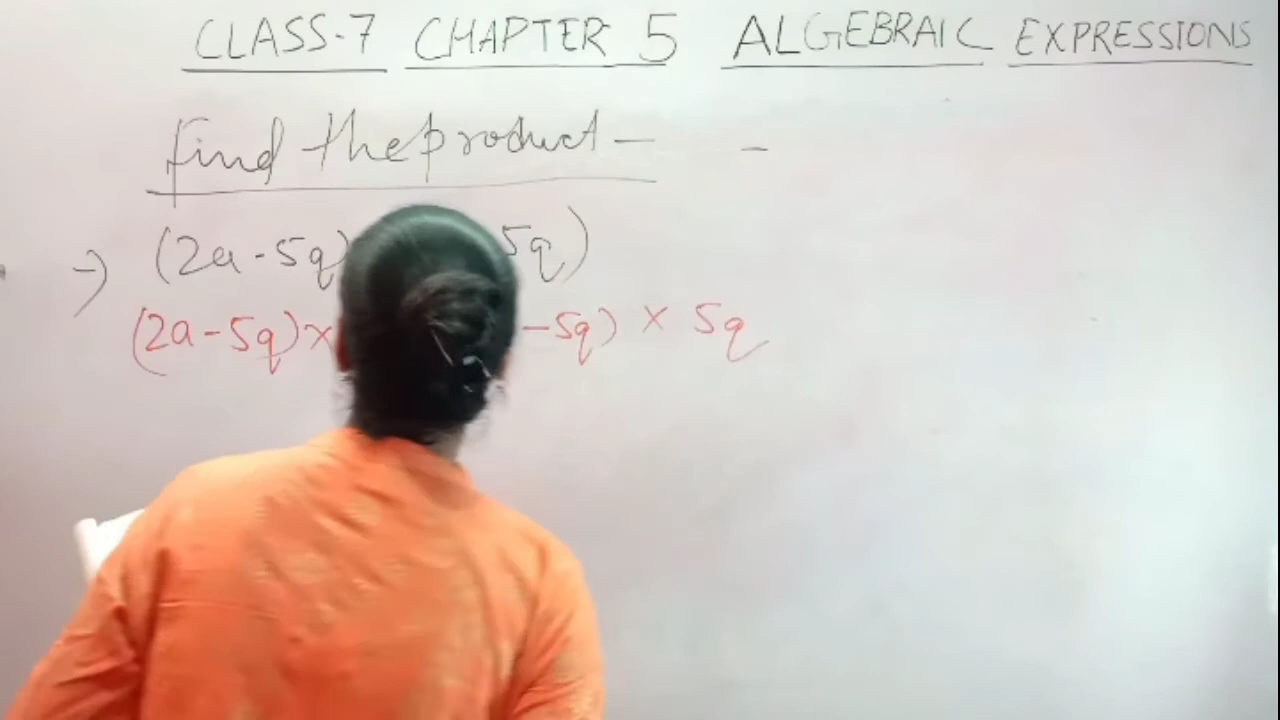 CLASS-7 CHAPTER 5 ALGEBRAIC EXPRESSIONS
Find the product - -
→ (2a-5q) 5q)
(2a-5q)× -5q) × 5q